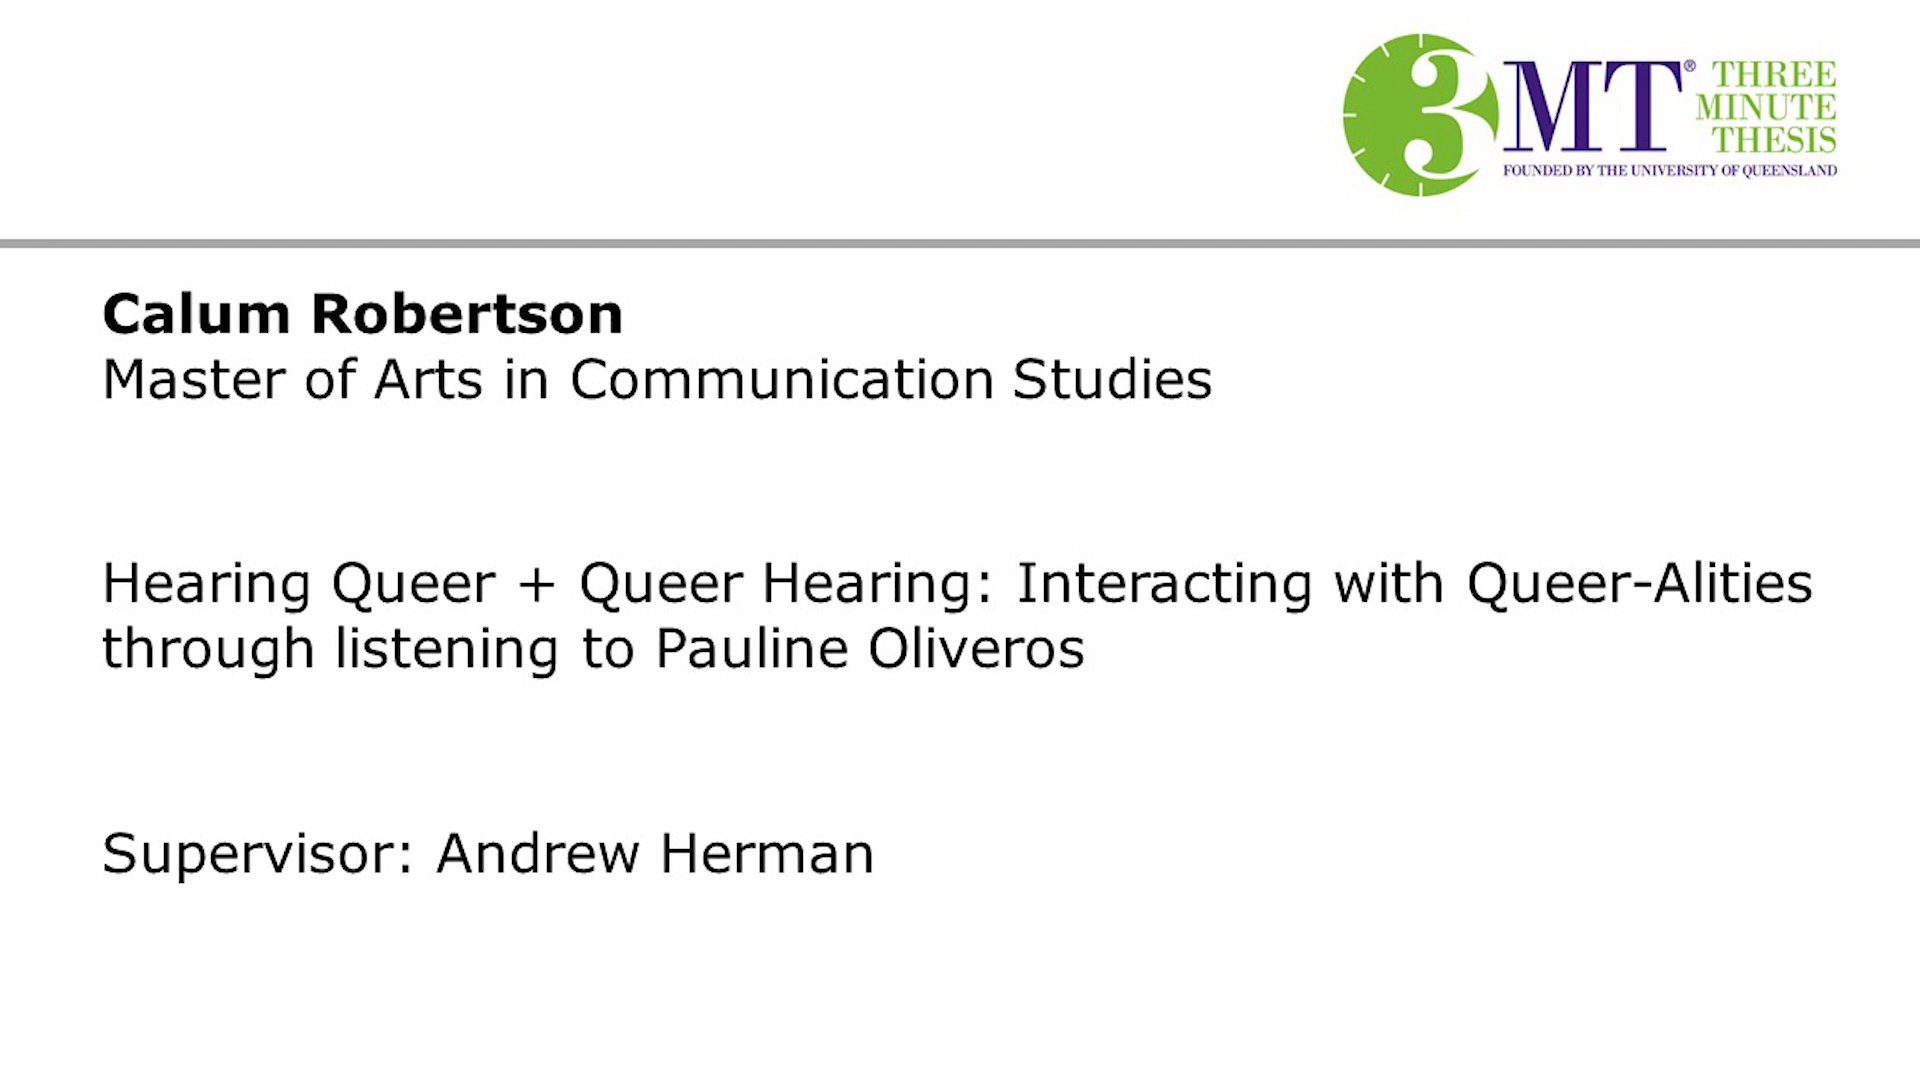 3MT® THREE
MINUTE
THESIS
FOUNDED BY THE UNIVERSITY OF QUEENSLAND
Calum Robertson
Master of Arts in Communication Studies
Hearing Queer + Queer Hearing: Interacting with Queer-Alities
through listening to Pauline Oliveros
Supervisor: Andrew Herman